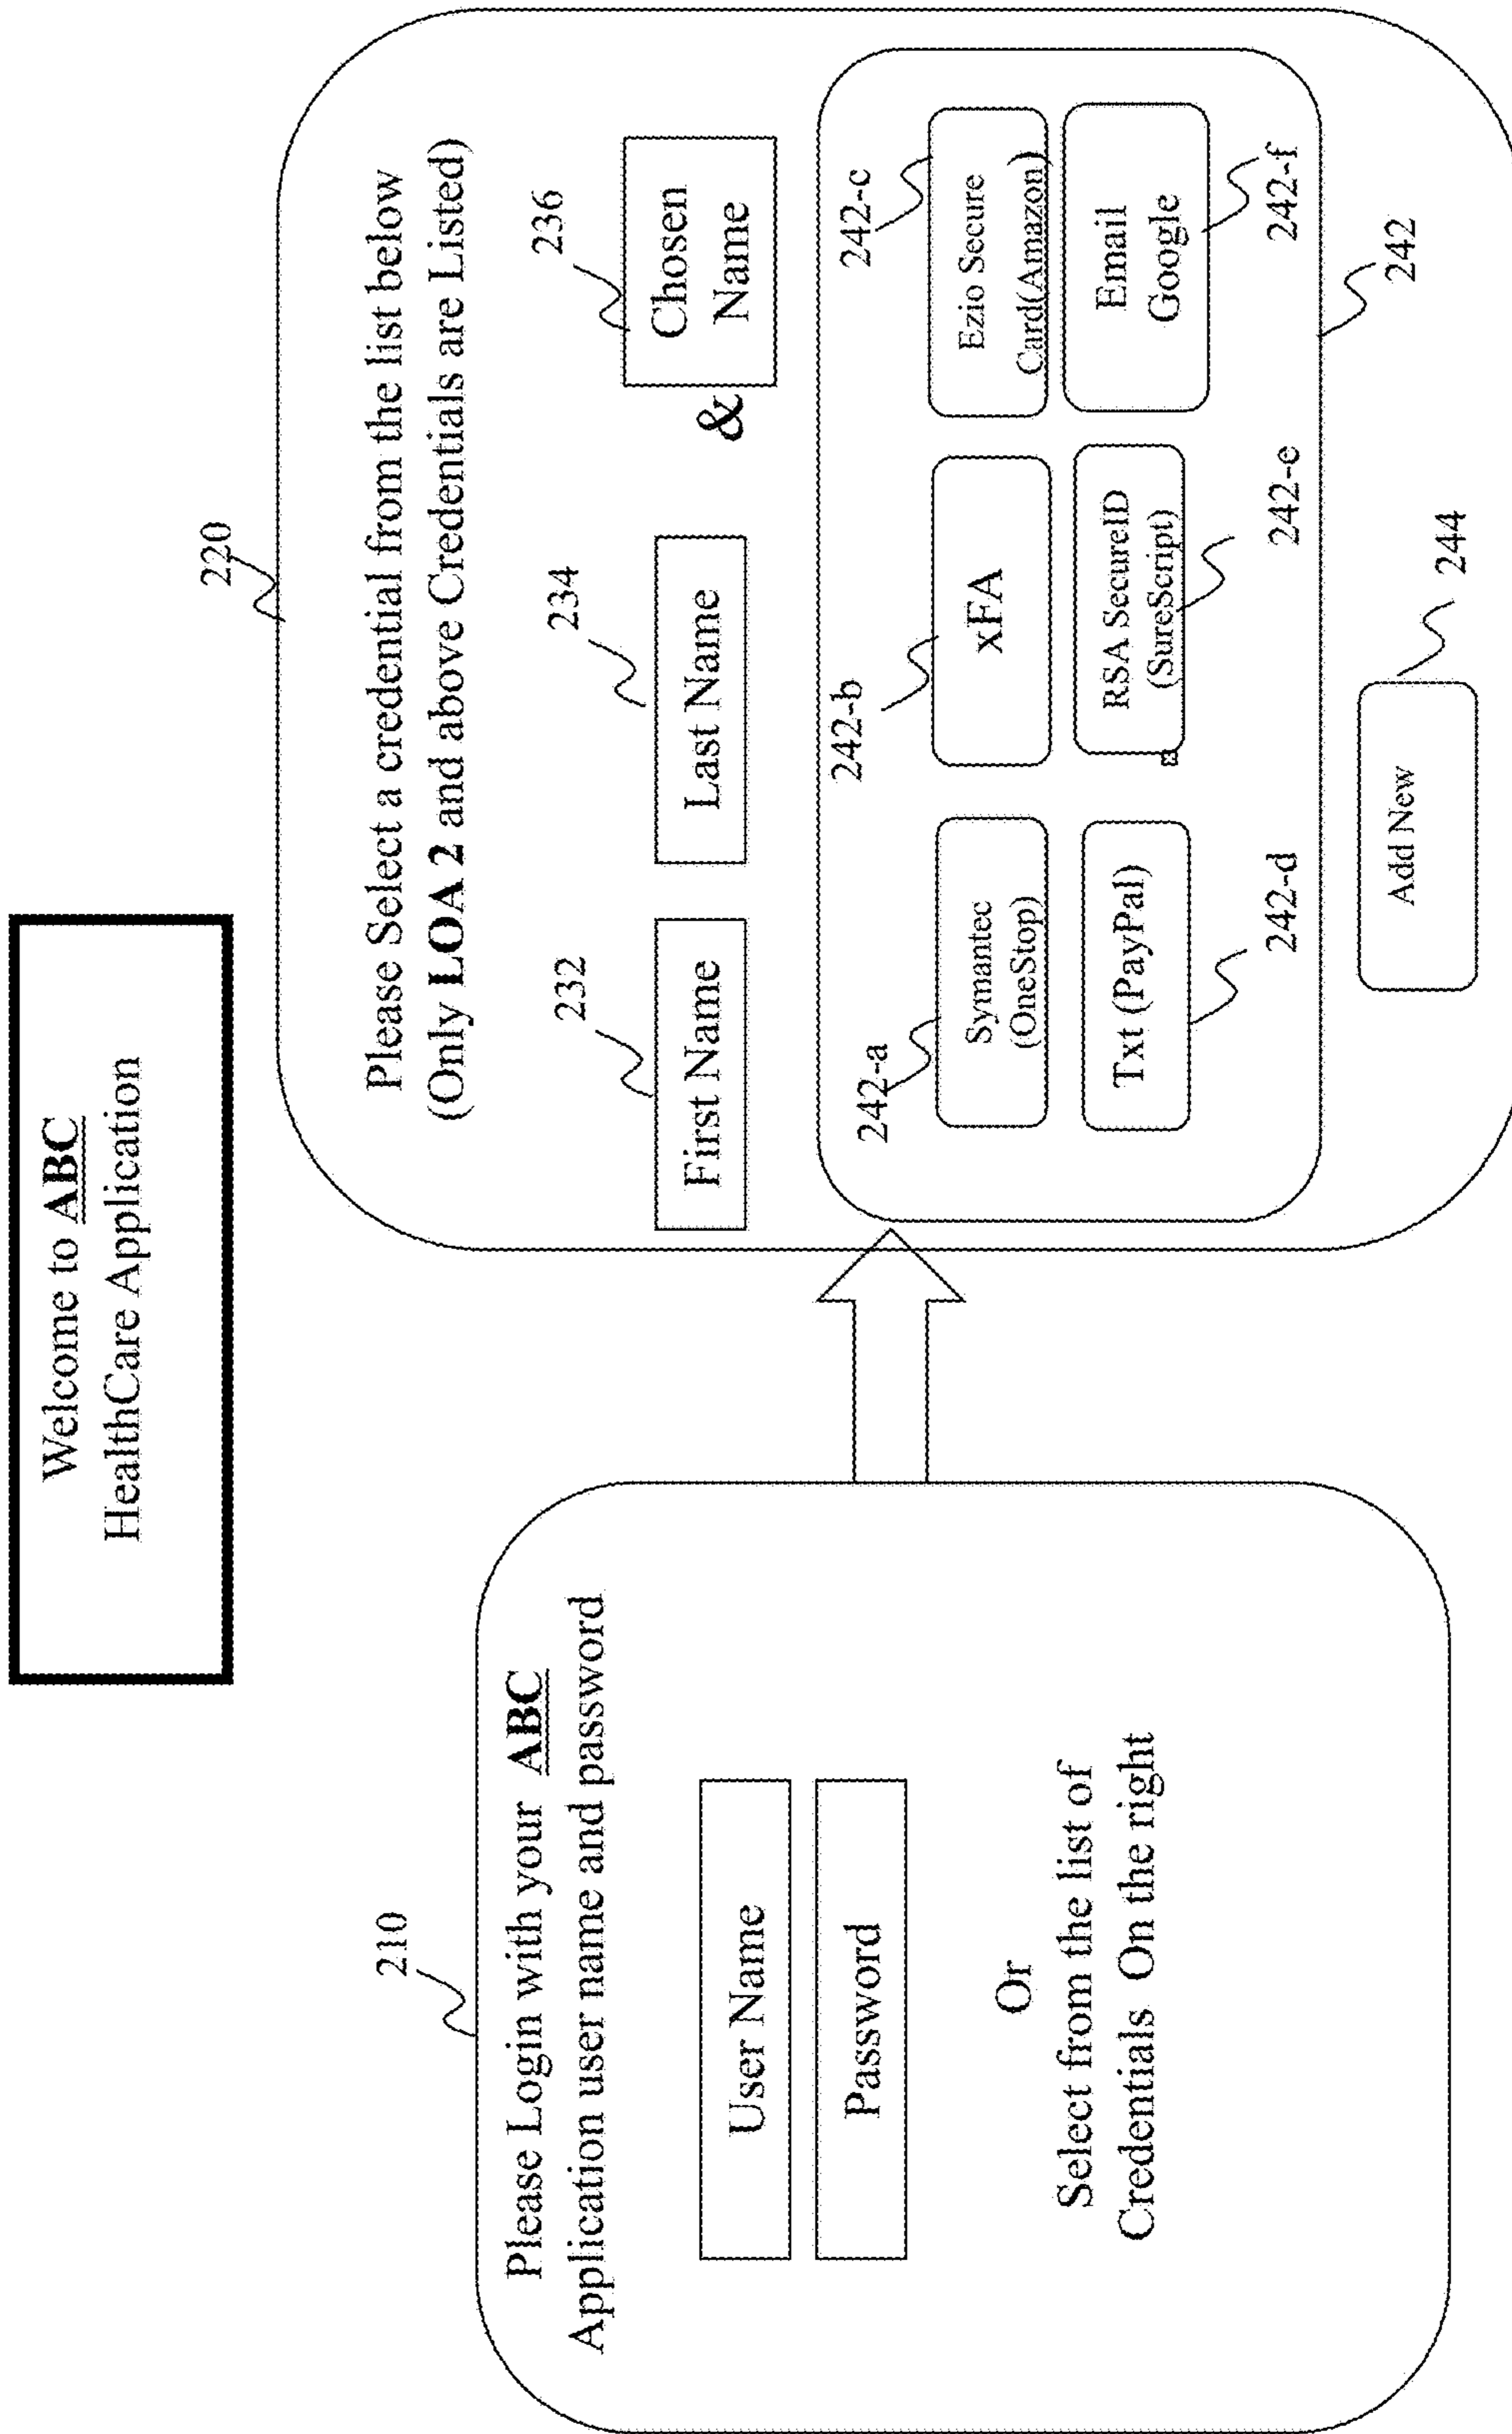 Welcome to ABC
HealthCare Application
210
Please Login with your ABC
Application user name and password
User Name
Password
Or
Select from the list of
Credentials On the right
220
Please Select a credential from the list below
(Only LOA 2 and above Credentials are Listed)
232
234
236
First Name
Last Name
&
Chosen
Name
242-a
242-b
242-c
Symantec
(OneStop)
xFA
Ezio Secure
Card(Amazon)
Txt (PayPal)
RSA SecureID
(SureScript)
Email
Google
242-d
242-e
242-f
242
Add New
244